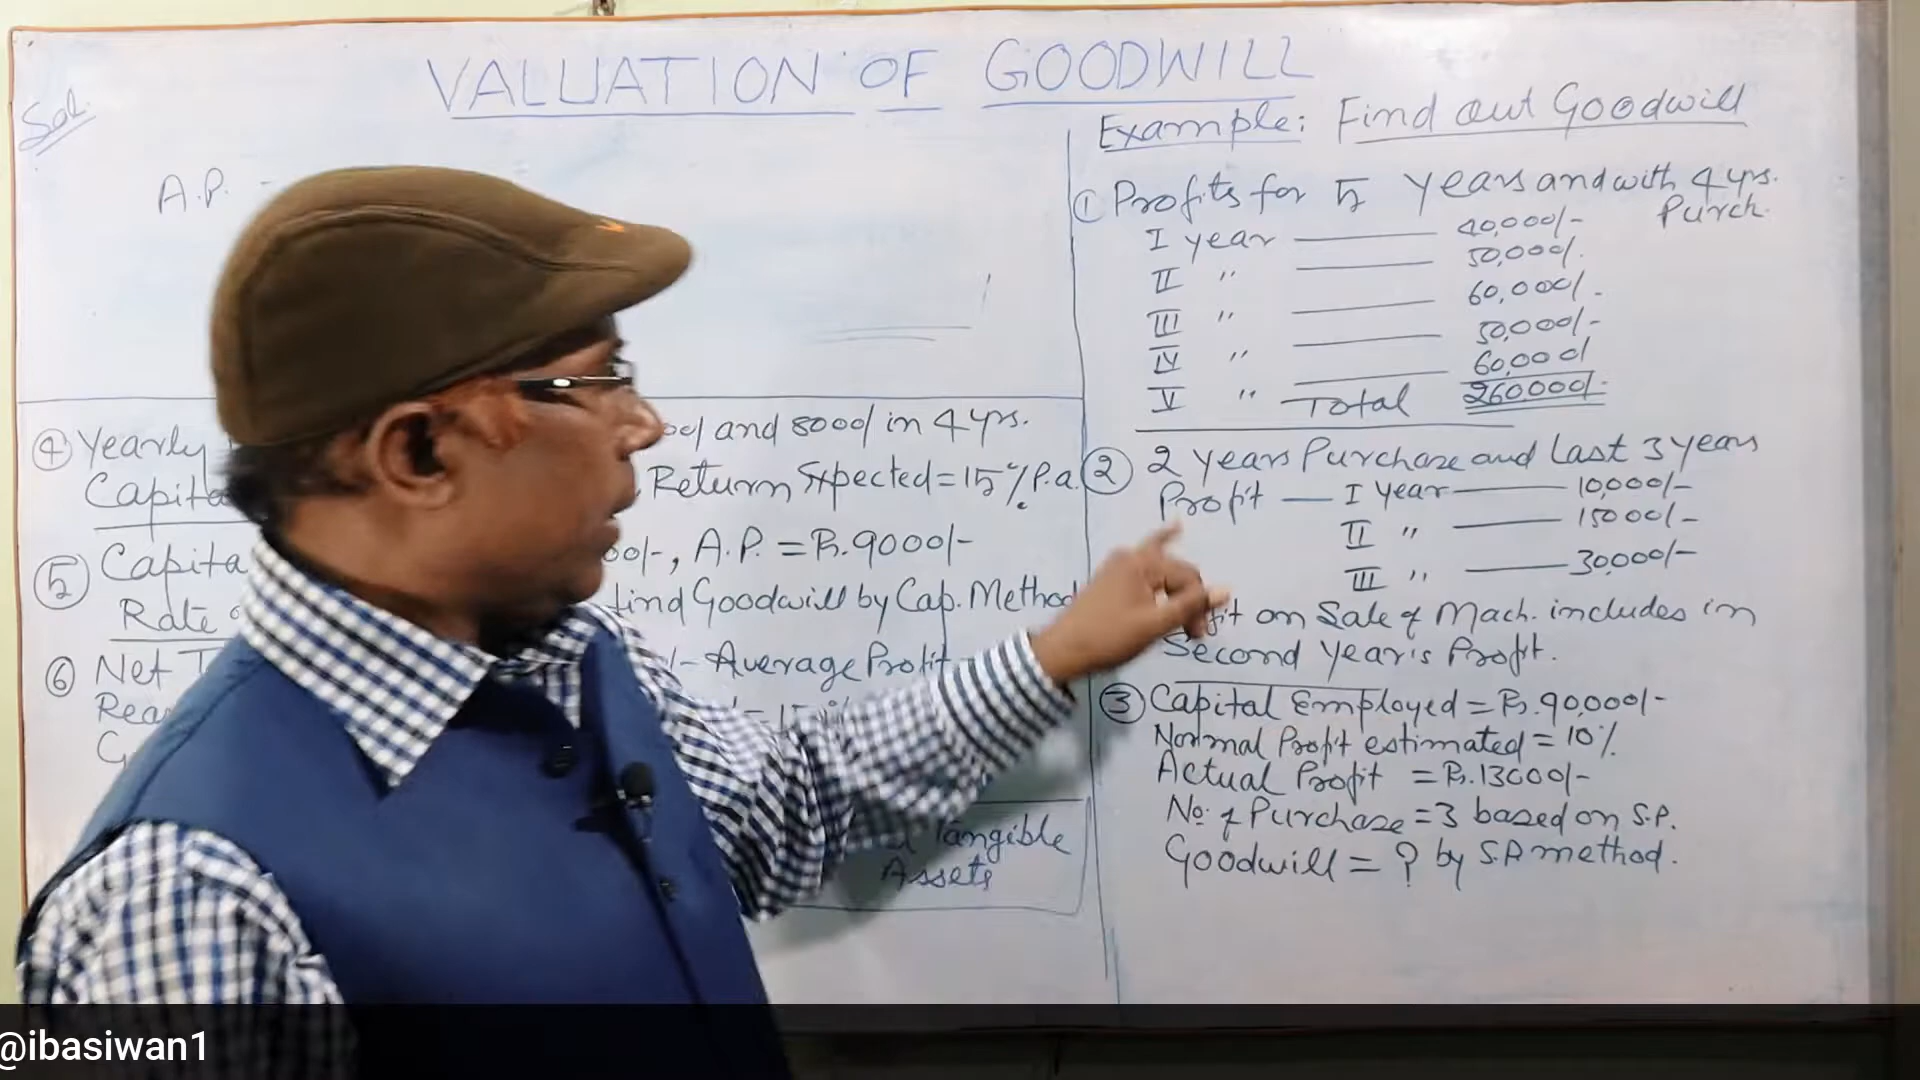 VALUATION OF GOODWILL
Sol.
A.P. -
Example: Find out Goodwill
① Profits for 5 years and with 4 yrs. Purch.
I year 40,000/-
II " 50,000/.
III " 60,000/.
IV " 50,000/-
V " 60,000/
Total 260000/-
② 2 years Purchase and Last 3 years
Profit — I year 10,000/-
II " 15000/-
III " 30,000/-
on Sale of Mach. includes in
Second Year's Profit.
③ Capital Employed = Rs.90,000/-
Normal Profit estimated = 10%
Actual Profit = Rs.13000/-
No: of Purchase = 3 based on S.P.
Goodwill = ? by S.P method.
④ Yearly and 8000/ in 4 yrs.
Return Expected = 15% P.a.
⑤ , A.P. = Rs.9000/-
Rate Find Goodwill by Cap. Method
⑥ Net - Average Profit
Tangible
Assets
@ibasiwan1